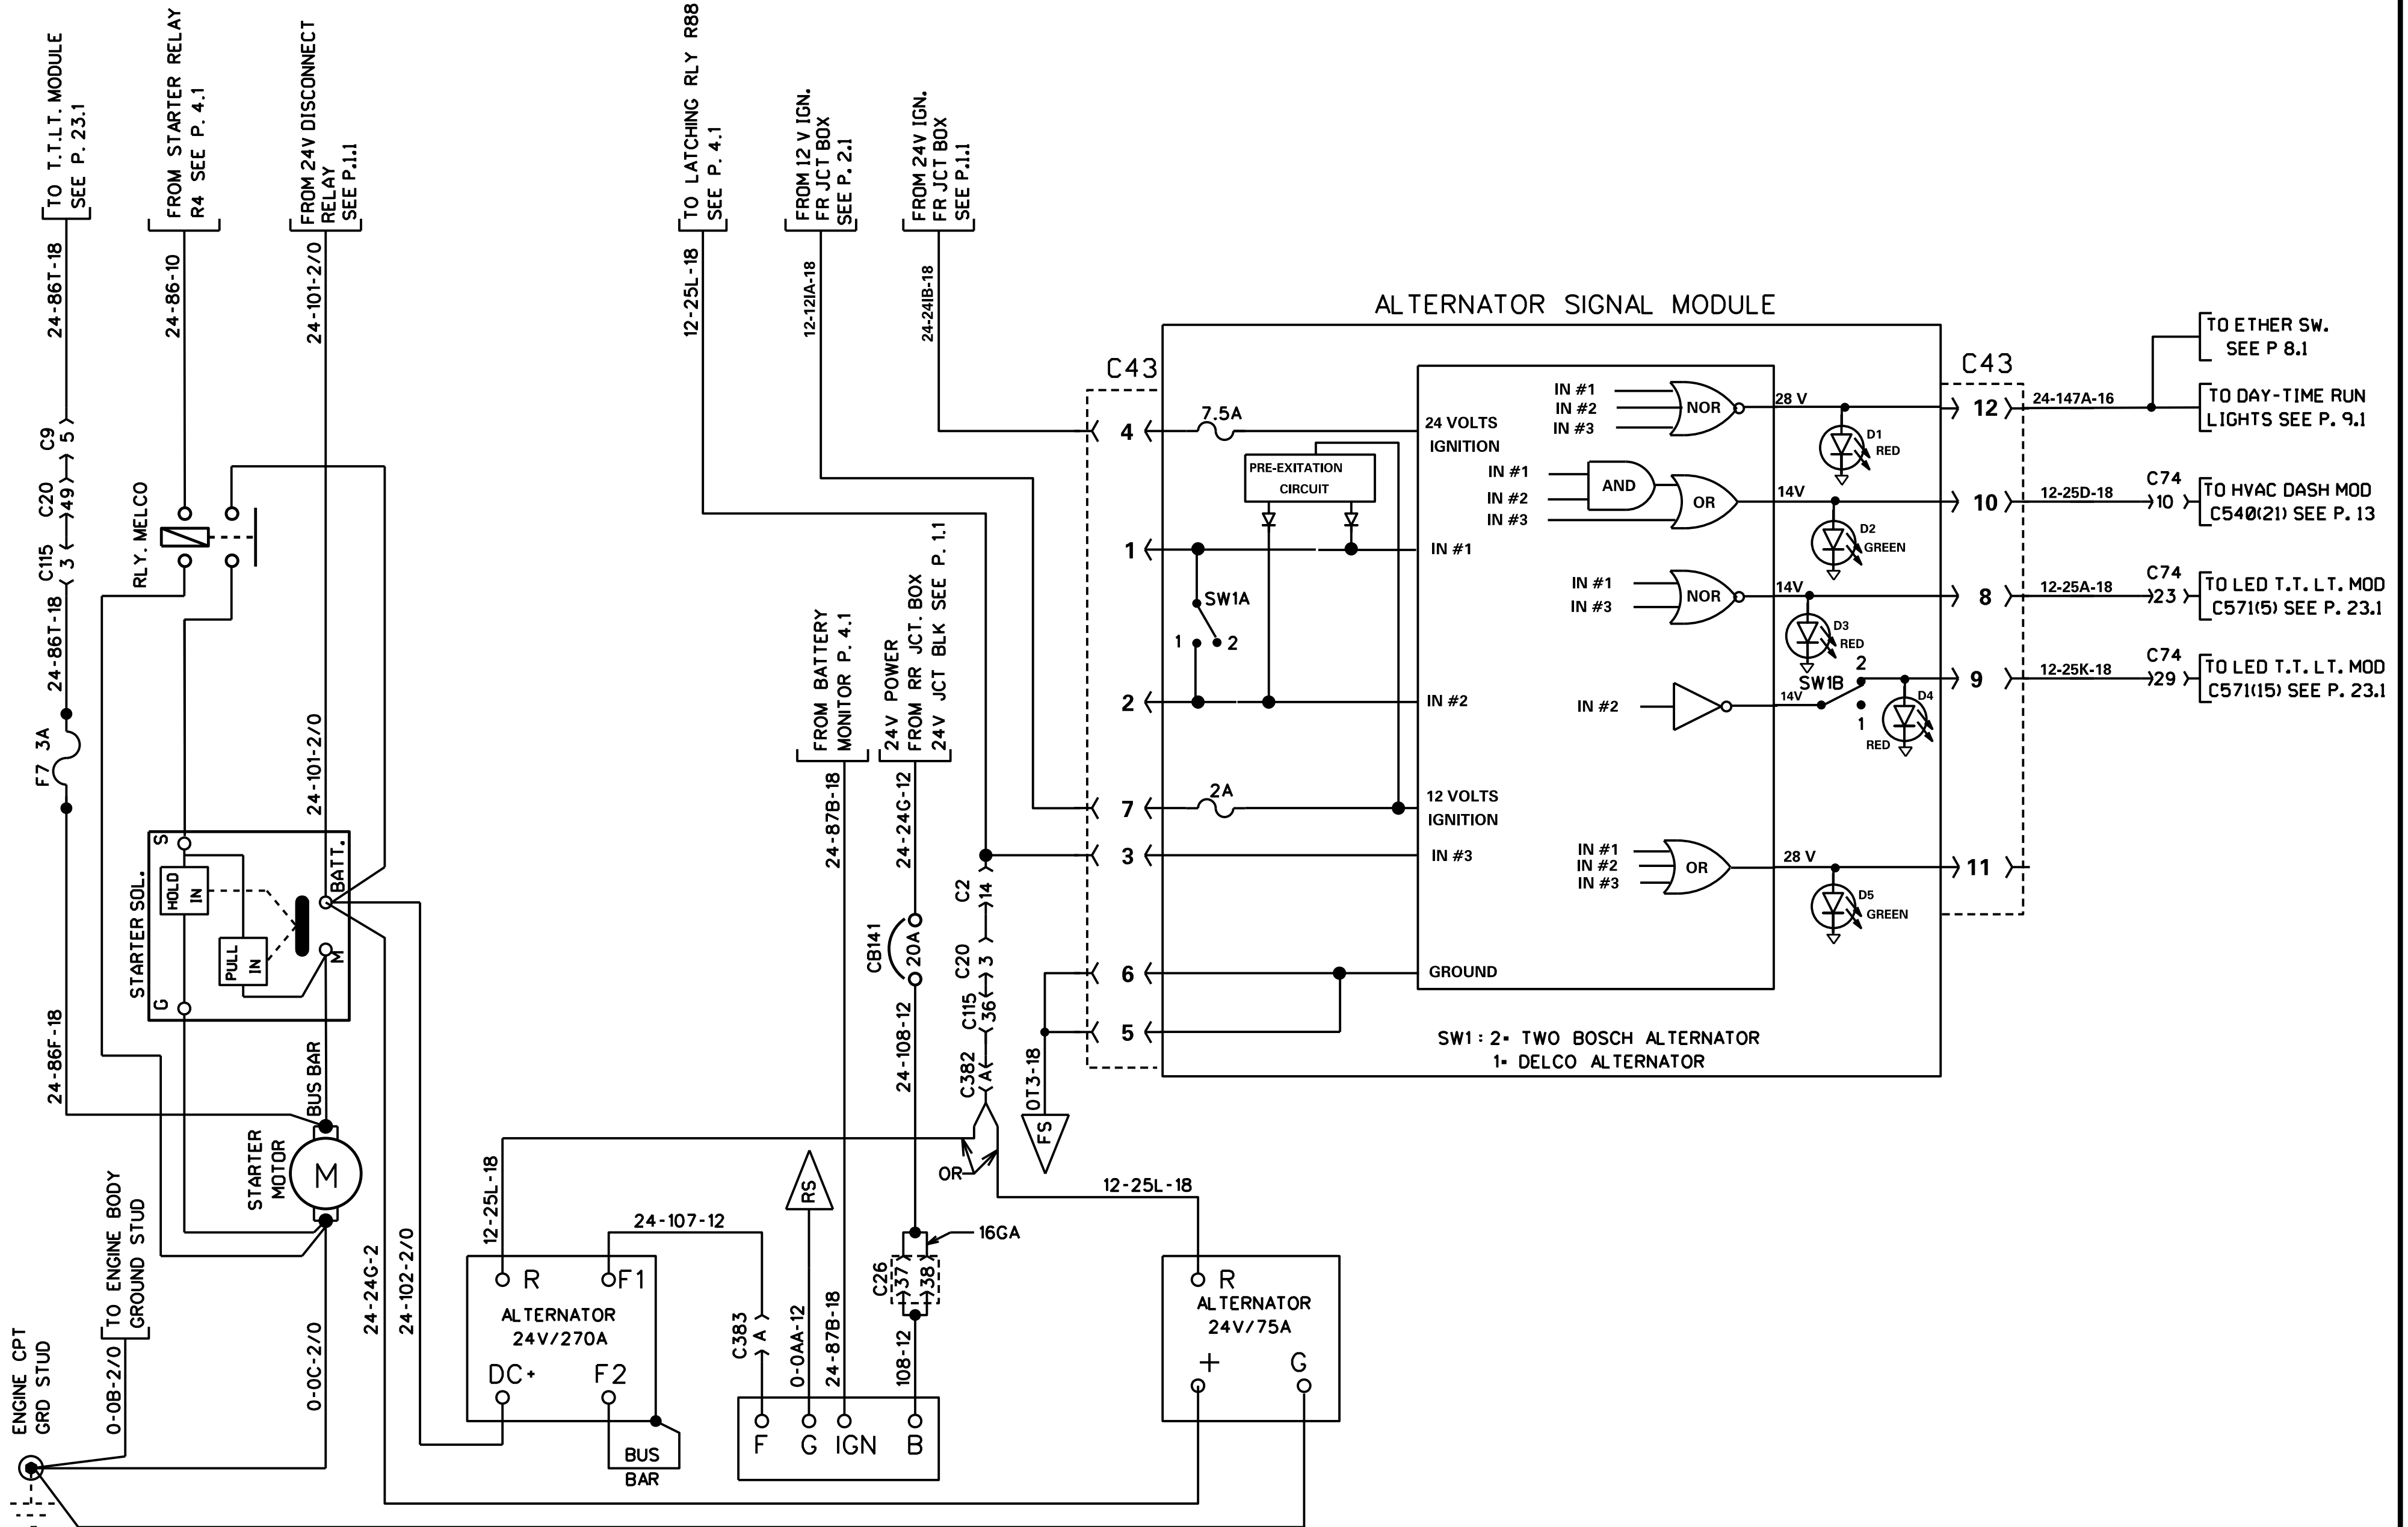 TO T.T.LT. MODULE
SEE P. 23.1
FROM STARTER RELAY
R4 SEE P. 4.1
FROM 24V DISCONNECT
RELAY
SEE P.1.1
TO LATCHING RLY R88
SEE P. 4.1
FROM 12 V IGN.
FR JCT BOX
SEE P. 2.1
FROM 24V IGN.
FR JCT BOX
SEE P.1.1
24-86T-18
24-86-10
24-101-2/0
12-25L-18
12-12IA-18
24-24IB-18
C9
5
C20
49
C115
3
24-86T-18
F7 3A
24-86F-18
RLY. MELCO
24-101-2/0
STARTER SOL.
S
HOLD
IN
PULL
IN
G
BATT.
M
BUS BAR
STARTER
MOTOR
M
TO ENGINE BODY
GROUND STUD
ENGINE CPT
GRD STUD
0-0B-2/0
0-0C-2/0
24-24G-2
24-102-2/0
FROM BATTERY
MONITOR P. 4.1
24V POWER
FROM RR JCT. BOX
24V JCT BLK SEE P. 1.1
24-87B-18
24-24G-12
CB141
20A
24-108-12
C2
14
C20
3
C115
36
C382
A
OR
0T3-18
FS
RS
12-25L-18
24-107-12
16GA
12-25L-18
C26
37
38
C383
A
0-0AA-12
24-87B-18
108-12
R
F1
ALTERNATOR
24V/270A
DC+
F2
BUS
BAR
F
G
IGN
B
R
ALTERNATOR
24V/75A
+
G
ALTERNATOR SIGNAL MODULE
C43
4
1
2
7
3
6
5
7.5A
24 VOLTS
IGNITION
PRE-EXITATION
CIRCUIT
IN #1
SW1A
1
2
IN #2
2A
12 VOLTS
IGNITION
IN #3
GROUND
IN #1
IN #2
IN #3
NOR
28 V
D1
RED
IN #1
IN #2
IN #3
AND
OR
14V
D2
GREEN
IN #1
IN #3
NOR
14V
D3
RED
IN #2
14V
SW1B
2
1
D4
RED
IN #1
IN #2
IN #3
OR
28 V
D5
GREEN
SW1 : 2= TWO BOSCH ALTERNATOR
1= DELCO ALTERNATOR
C43
12
10
8
9
11
24-147A-16
TO ETHER SW.
SEE P 8.1
TO DAY-TIME RUN
LIGHTS SEE P. 9.1
12-25D-18
C74
10
TO HVAC DASH MOD
C540(21) SEE P. 13
12-25A-18
C74
23
TO LED T.T. LT. MOD
C571(5) SEE P. 23.1
12-25K-18
C74
29
TO LED T.T. LT. MOD
C571(15) SEE P. 23.1